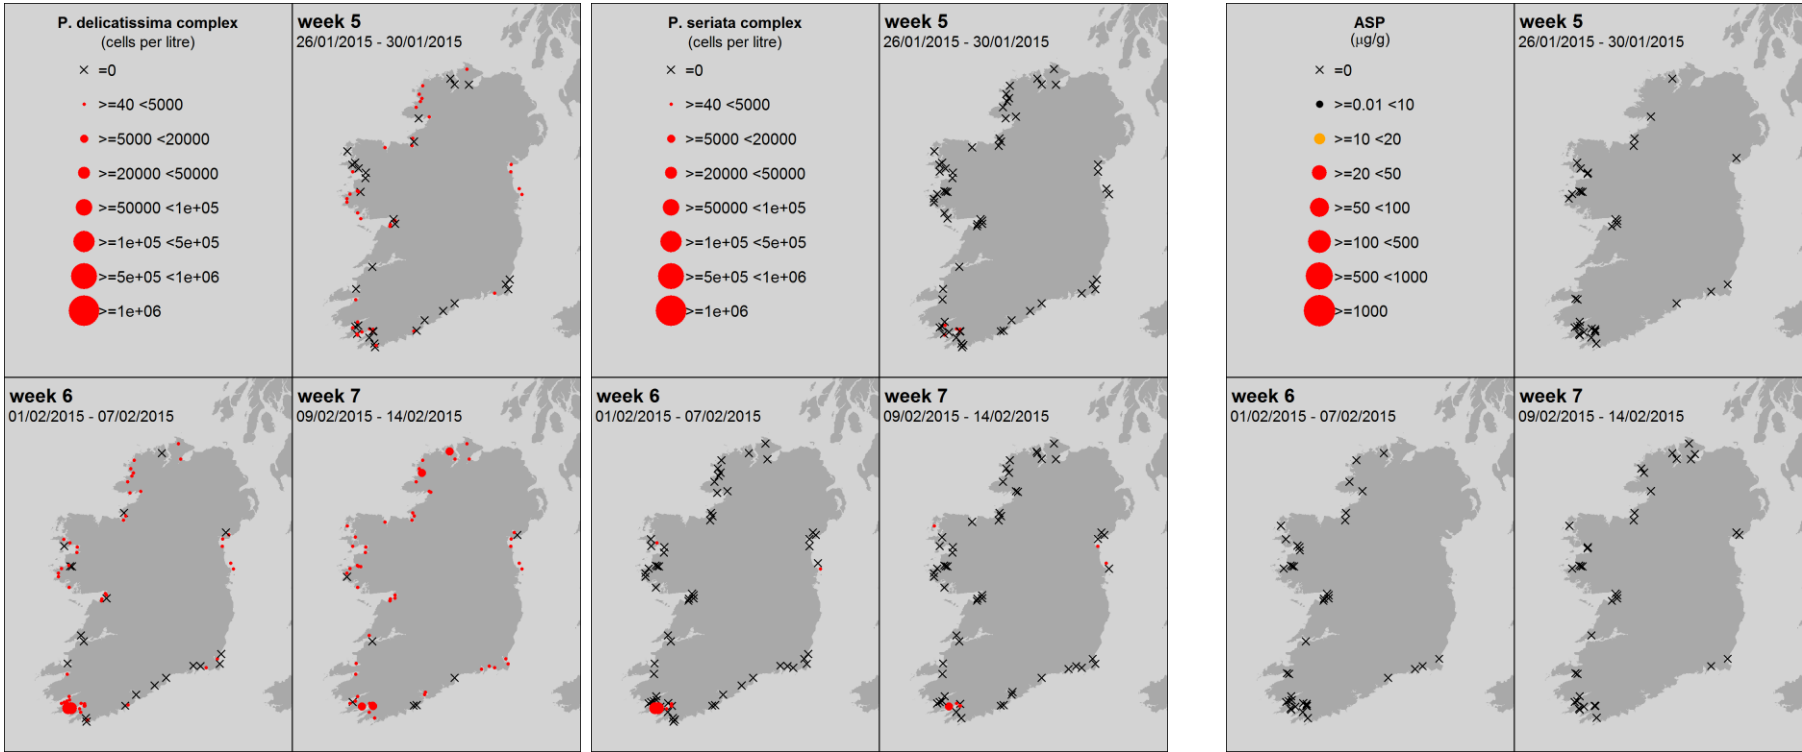 P. delicatissima complex
(cells per litre)
=0
>=40 <5000
>=5000 <20000
>=20000 <50000
>=50000 <1e+05
>=1e+05 <5e+05
>=5e+05 <1e+06
>=1e+06
week 5
26/01/2015 - 30/01/2015
week 6
01/02/2015 - 07/02/2015
week 7
09/02/2015 - 14/02/2015
P. seriata complex
(cells per litre)
=0
>=40 <5000
>=5000 <20000
>=20000 <50000
>=50000 <1e+05
>=1e+05 <5e+05
>=5e+05 <1e+06
>=1e+06
week 5
26/01/2015 - 30/01/2015
week 6
01/02/2015 - 07/02/2015
week 7
09/02/2015 - 14/02/2015
ASP
(µg/g)
=0
>=0.01 <10
>=10 <20
>=20 <50
>=50 <100
>=100 <500
>=500 <1000
>=1000
week 5
26/01/2015 - 30/01/2015
week 6
01/02/2015 - 07/02/2015
week 7
09/02/2015 - 14/02/2015